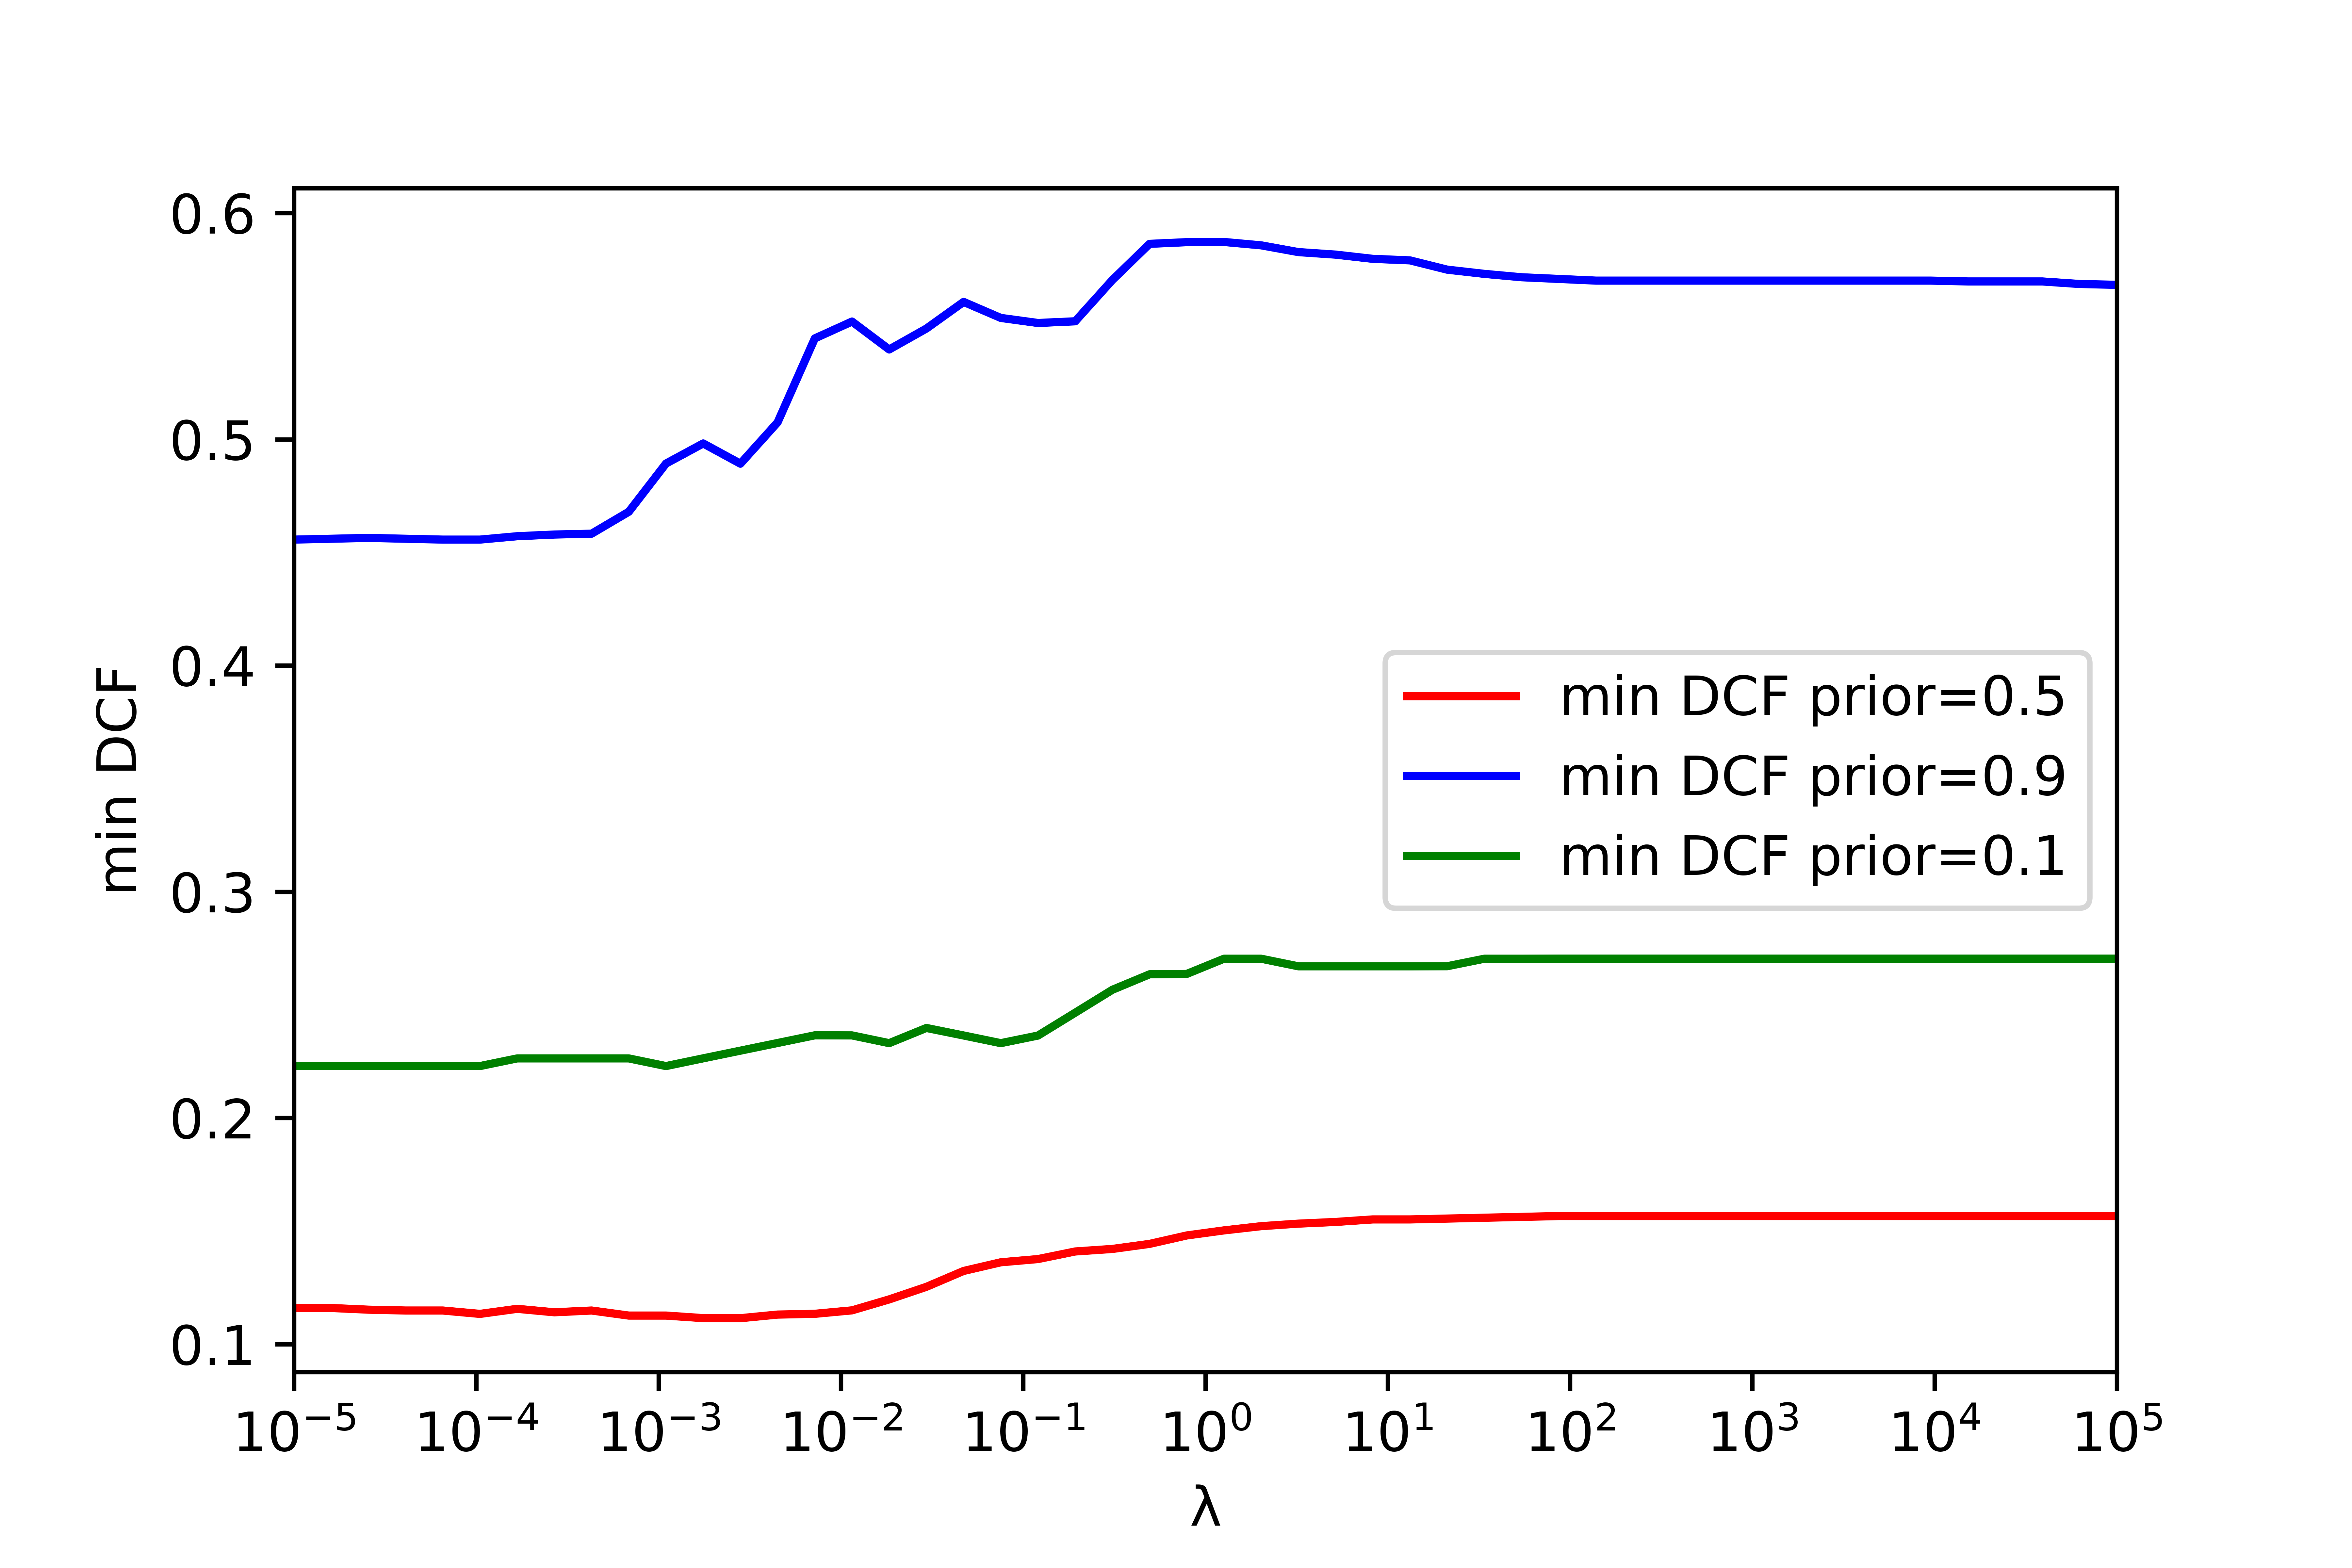 0.6
0.5
0.4
0.3
0.2
0.1
min DCF
min DCF prior=0.5
min DCF prior=0.9
min DCF prior=0.1
10⁻⁵ 10⁻⁴ 10⁻³ 10⁻² 10⁻¹ 10⁰ 10¹ 10² 10³ 10⁴ 10⁵
λ